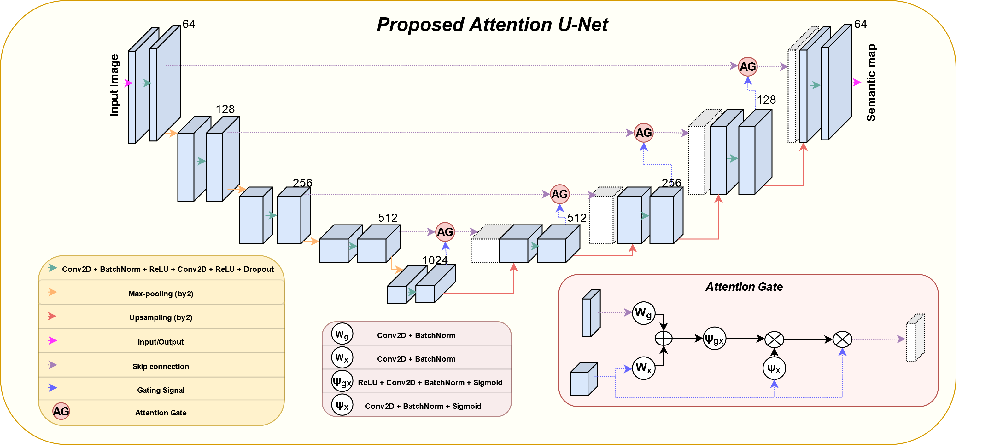 Proposed Attention U-Net
64
64
Input Image
Semantic map
AG
128
128
AG
256
256
AG
512
512
AG
1024
Conv2D + BatchNorm + ReLU + Conv2D + ReLU + Dropout
Max-pooling (by2)
Upsampling (by2)
Input/Output
Skip connection
Gating Signal
AG Attention Gate
Wg Conv2D + BatchNorm
Wx Conv2D + BatchNorm
Ψgx ReLU + Conv2D + BatchNorm + Sigmoid
Ψx Conv2D + BatchNorm + Sigmoid
Attention Gate
Wg
Ψgx
Wx
Ψx